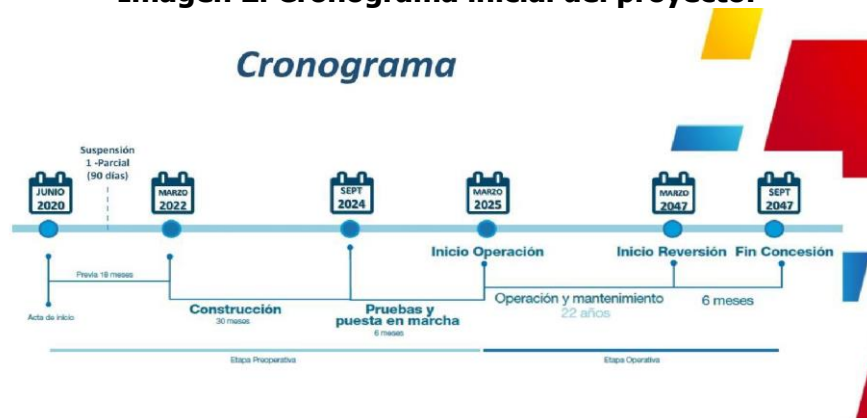 Imagen 2. Cronograma inicial del proyecto.
Cronograma
Suspensión
1 -Parcial
(90 días)
JUNIO
2020
MARZO
2022
SEPT
2024
MARZO
2025
MARZO
2047
SEPT
2047
Inicio Operación
Inicio Reversión
Fin Concesión
Previa 18 meses
Acta de inicio
Construcción
30 meses
Pruebas y
puesta en marcha
6 meses
Operación y mantenimiento
22 años
6 meses
Etapa Preoperativa
Etapa Operativa